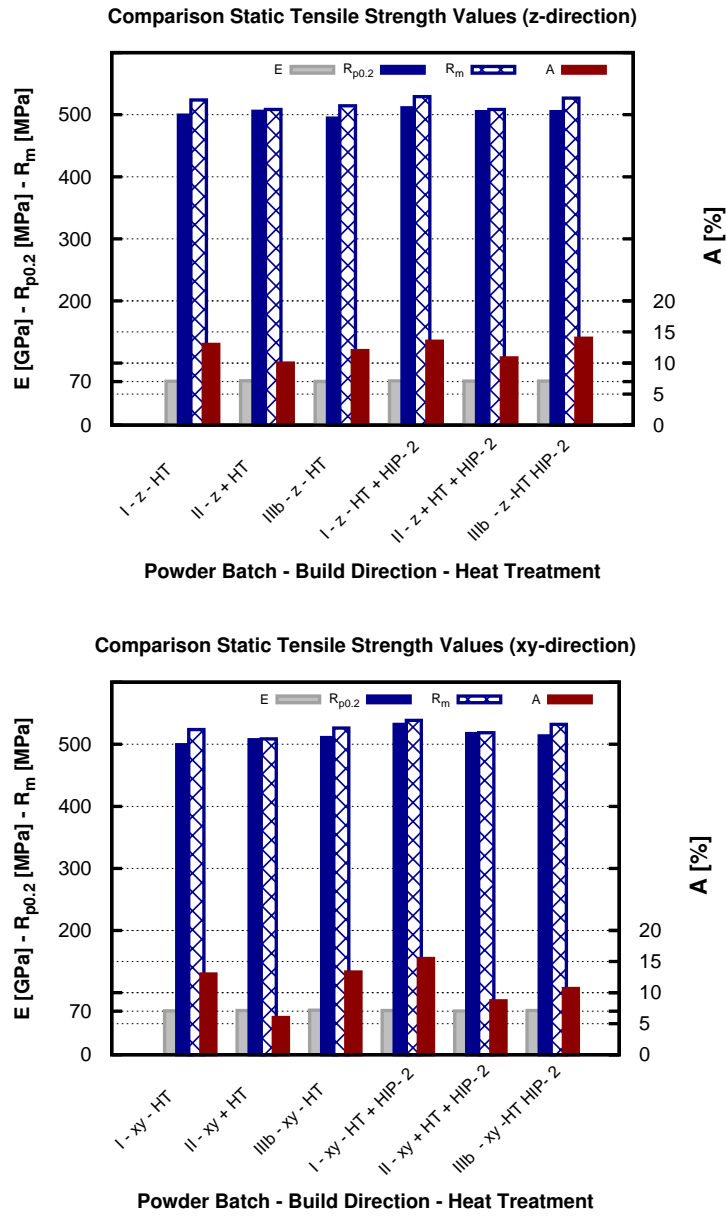 Comparison Static Tensile Strength Values (z-direction)
E [GPa] - Rp0.2 [MPa] - Rm [MPa]
E Rp0.2 Rm A
500
400
300
200
70
0
20
15
10
5
0
A [%]
I - z - HT
II - z + HT
IIIb - z - HT
I - z - HT + HIP- 2
II - z + HT + HIP- 2
IIIb - z -HT HIP- 2
Powder Batch - Build Direction - Heat Treatment
Comparison Static Tensile Strength Values (xy-direction)
E [GPa] - Rp0.2 [MPa] - Rm [MPa]
E Rp0.2 Rm A
500
400
300
200
70
0
20
15
10
5
0
A [%]
I - xy - HT
II - xy + HT
IIIb - xy - HT
I - xy - HT + HIP- 2
II - xy + HT + HIP- 2
IIIb - xy -HT HIP- 2
Powder Batch - Build Direction - Heat Treatment